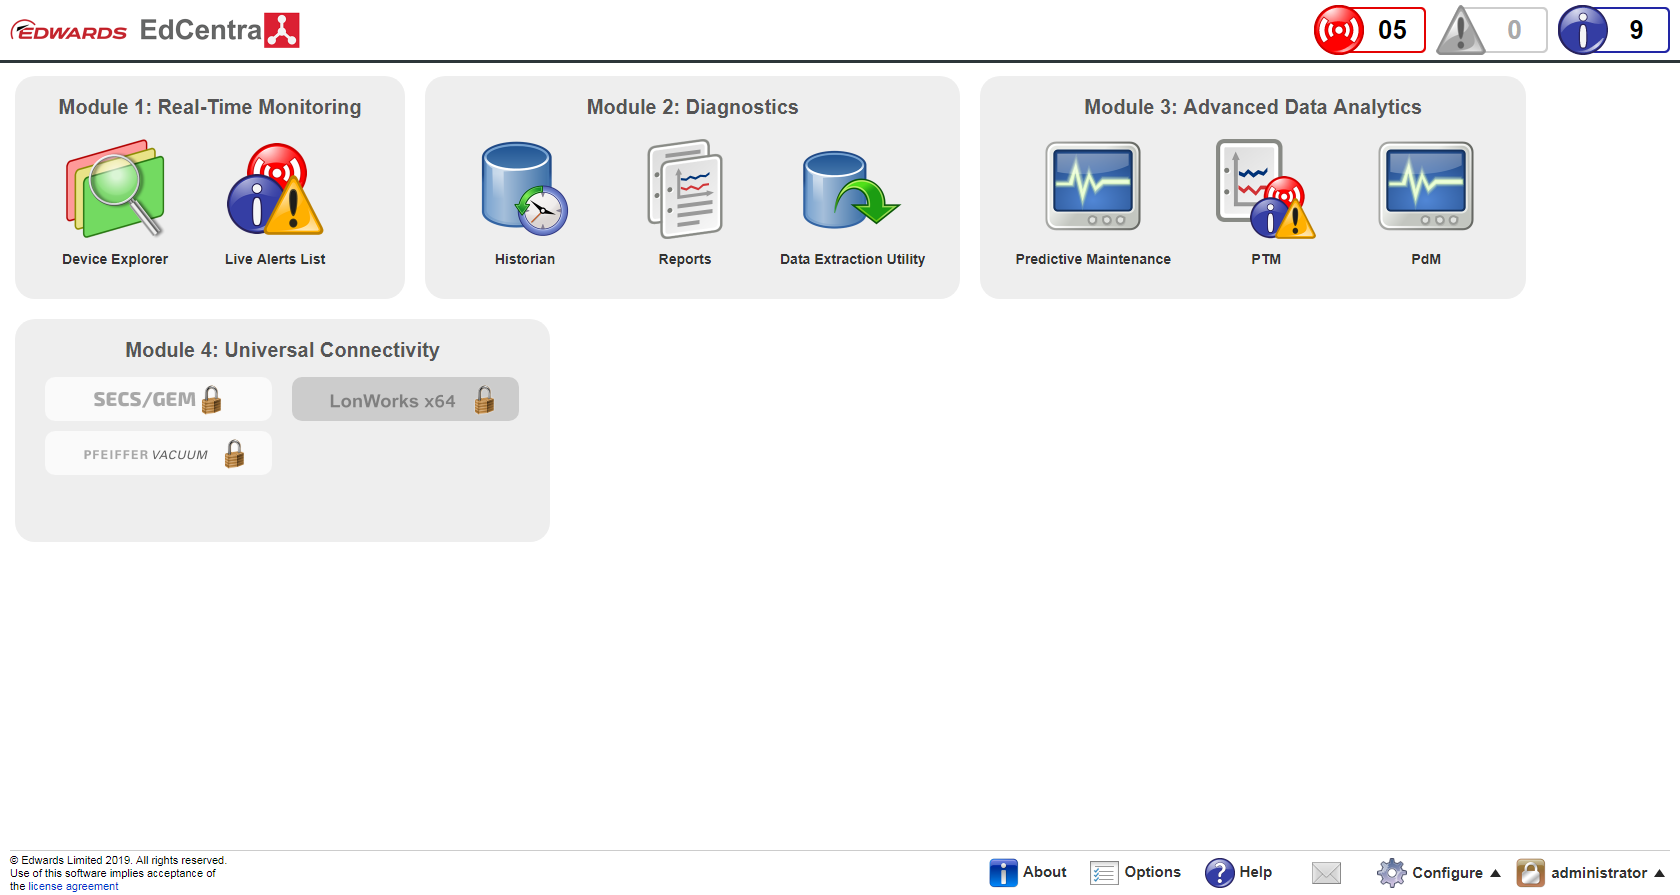 EDWARDS EdCentra
05 0 9
Module 1: Real-Time Monitoring
Device Explorer
Live Alerts List
Module 2: Diagnostics
Historian
Reports
Data Extraction Utility
Module 3: Advanced Data Analytics
Predictive Maintenance
PTM
PdM
Module 4: Universal Connectivity
SECS/GEM
LonWorks x64
PFEIFFER VACUUM
© Edwards Limited 2019. All rights reserved.
Use of this software implies acceptance of
the license agreement
About
Options
Help
Configure
administrator